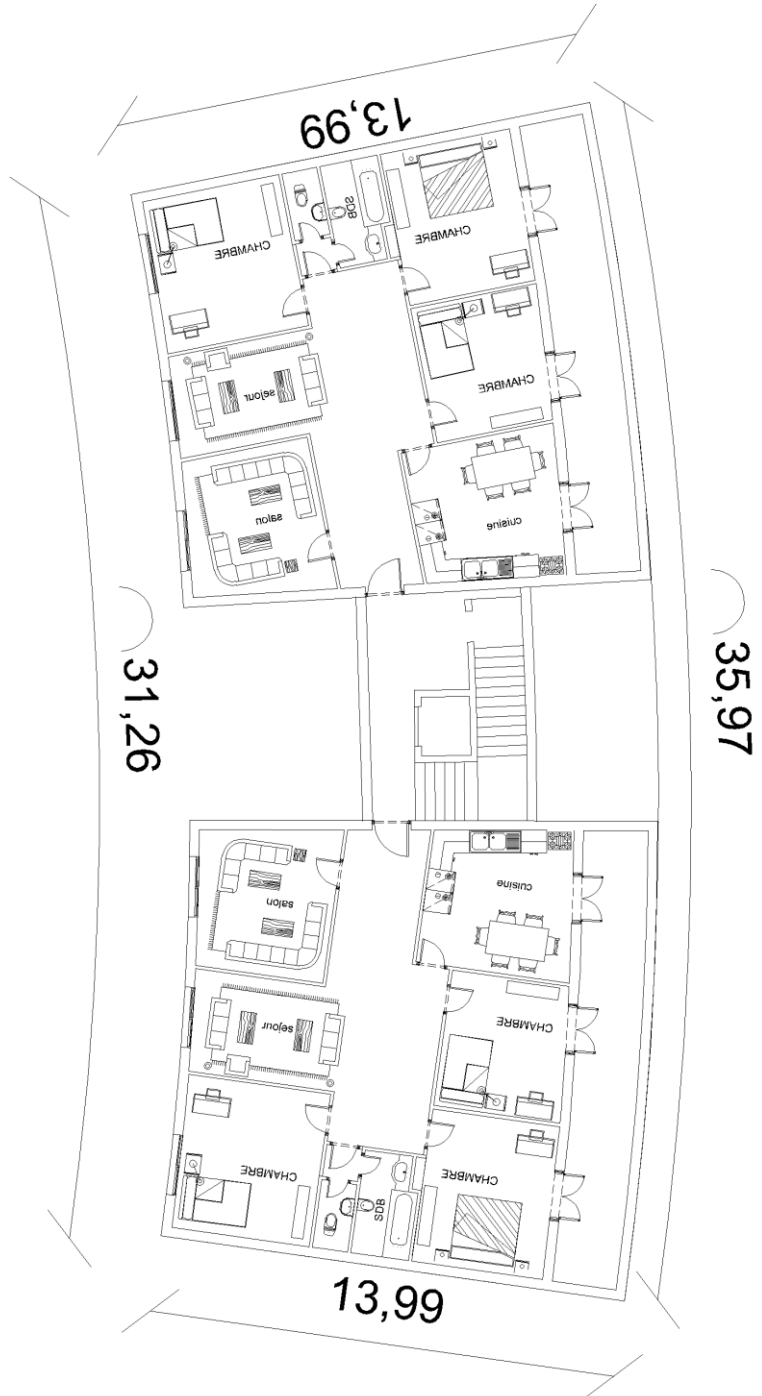 13,99
SDB
CHAMBRE
CHAMBRE
CHAMBRE
sejour
salon
cuisine
31,26
35,97
cuisine
salon
sejour
CHAMBRE
CHAMBRE
CHAMBRE
SDB
13,99